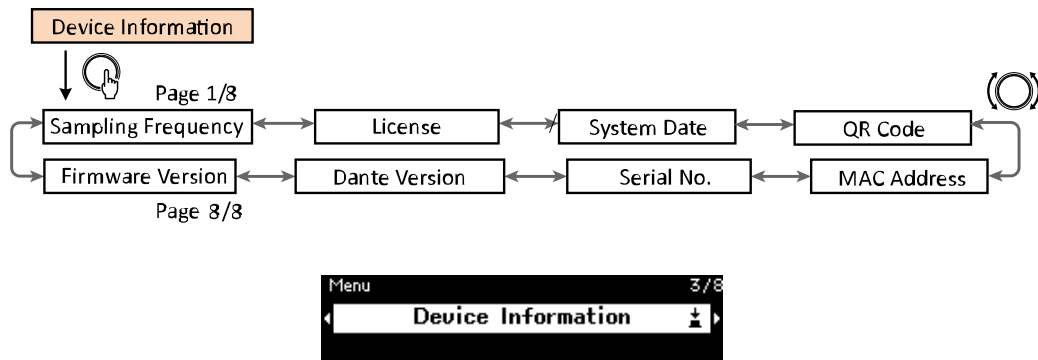 Device Information
Page 1/8
Sampling Frequency
License
System Date
QR Code
Firmware Version
Dante Version
Serial No.
MAC Address
Page 8/8
Menu 3/8
Device Information